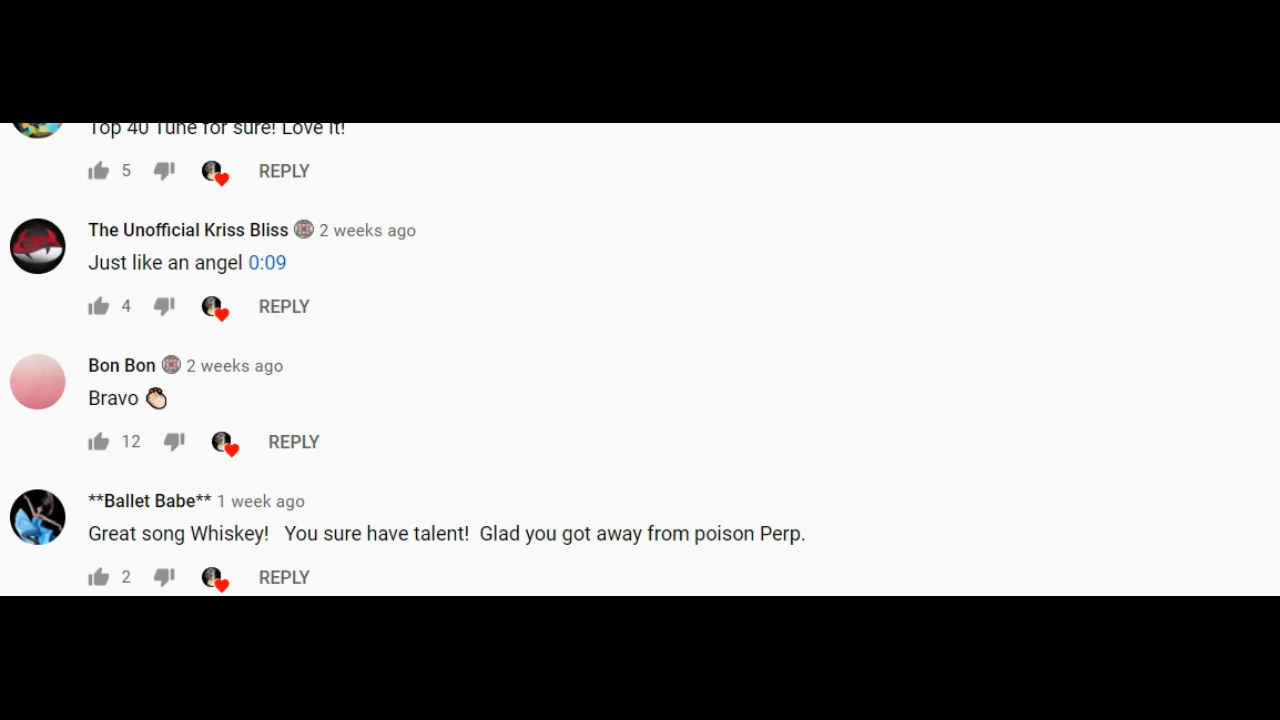 Top 40 Tune for sure! Love it!
5 REPLY
The Unofficial Kriss Bliss 2 weeks ago
Just like an angel 0:09
4 REPLY
Bon Bon 2 weeks ago
Bravo 👏🏻
12 REPLY
**Ballet Babe** 1 week ago
Great song Whiskey!   You sure have talent!  Glad you got away from poison Perp.
2 REPLY